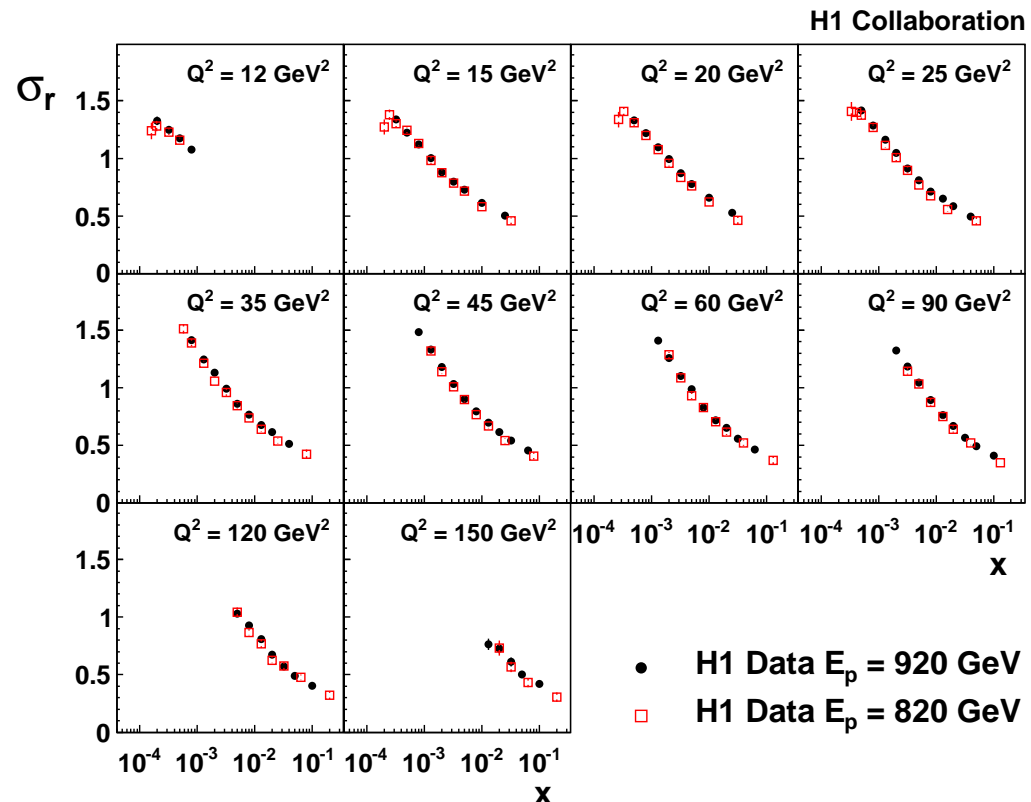 H1 Collaboration
σr
Q² = 12 GeV²
Q² = 15 GeV²
Q² = 20 GeV²
Q² = 25 GeV²
1.5
1
0.5
0
Q² = 35 GeV²
Q² = 45 GeV²
Q² = 60 GeV²
Q² = 90 GeV²
1.5
1
0.5
0
10⁻⁴ 10⁻³ 10⁻² 10⁻¹
10⁻⁴ 10⁻³ 10⁻² 10⁻¹
x
Q² = 120 GeV²
Q² = 150 GeV²
1.5
1
0.5
0
10⁻⁴ 10⁻³ 10⁻² 10⁻¹
10⁻⁴ 10⁻³ 10⁻² 10⁻¹
x
H1 Data Ep = 920 GeV
H1 Data Ep = 820 GeV